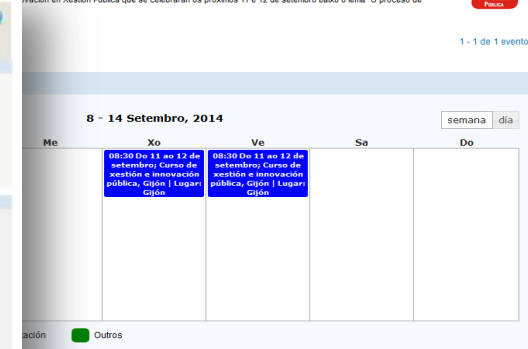 en Xestión Pública que se celebrarán os próximos 11 e 12 de setembro baixo o lema "O proceso de
PÚBLICA
1 - 1 de 1 evento
8 - 14 Setembro, 2014
semana día
Me Xo Ve Sa Do
08:30 Do 11 ao 12 de
setembro; Curso de
xestión e innovación
pública, Gijón | Lugar:
Gijón
08:30 Do 11 ao 12 de
setembro; Curso de
xestión e innovación
pública, Gijón | Lugar:
Gijón
Outros